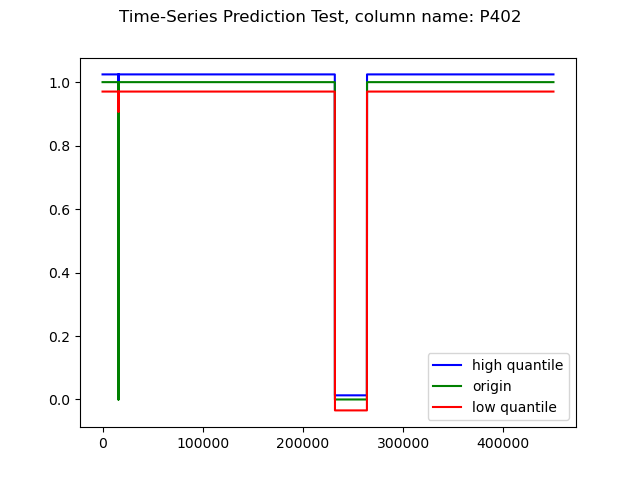 Time-Series Prediction Test, column name: P402
1.0
0.8
0.6
0.4
0.2
0.0
0
100000
200000
300000
400000
high quantile
origin
low quantile